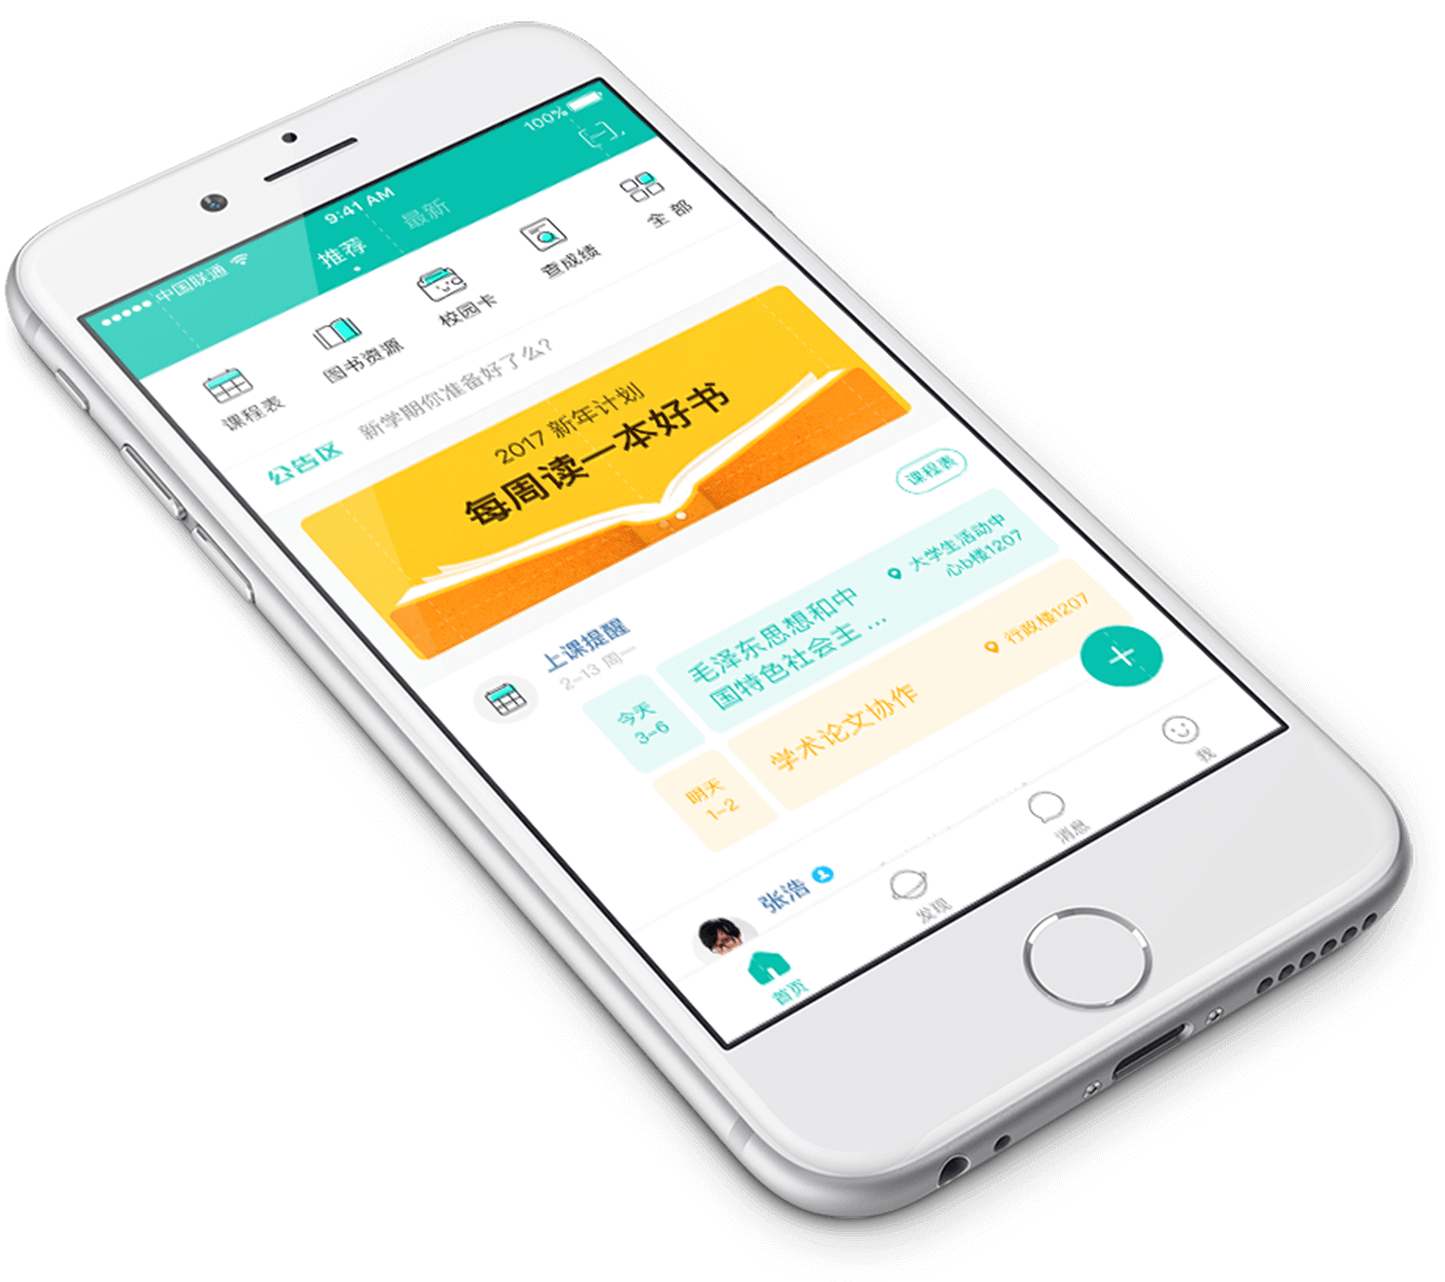 中国联通
9:41 AM
100%
推荐
最新
课程表
图书资源
校园卡
查成绩
全部
公告区
新学期你准备好了么？
2017 新年计划
每周读一本好书
上课提醒
2-13 周一
课程表
今天
3-6
毛泽东思想和中
国特色社会主 ...
大学生活动中
心b楼1207
明天
1-2
学术论文协作
行政楼1207
张浩
首页
发现
消息
我